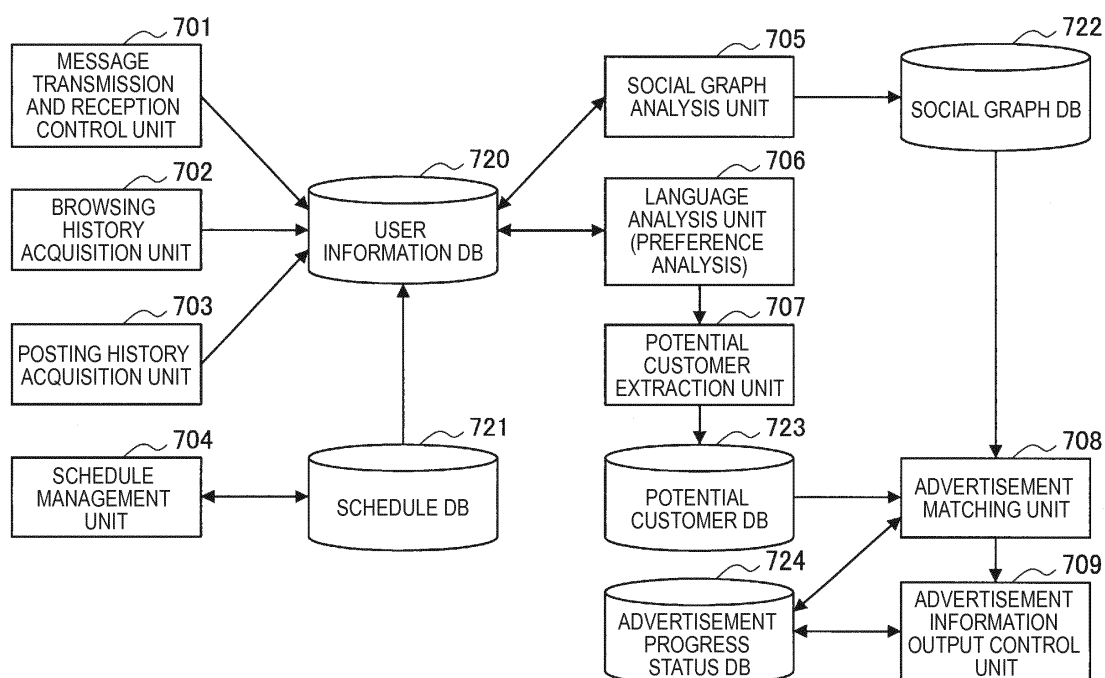 701
MESSAGE
TRANSMISSION
AND RECEPTION
CONTROL UNIT
702
BROWSING
HISTORY
ACQUISITION UNIT
703
POSTING HISTORY
ACQUISITION UNIT
704
SCHEDULE
MANAGEMENT
UNIT
720
USER
INFORMATION DB
721
SCHEDULE DB
705
SOCIAL GRAPH
ANALYSIS UNIT
706
LANGUAGE
ANALYSIS UNIT
(PREFERENCE
ANALYSIS)
707
POTENTIAL
CUSTOMER
EXTRACTION UNIT
723
POTENTIAL
CUSTOMER DB
724
ADVERTISEMENT
PROGRESS
STATUS DB
722
SOCIAL GRAPH DB
708
ADVERTISEMENT
MATCHING UNIT
709
ADVERTISEMENT
INFORMATION
OUTPUT CONTROL
UNIT